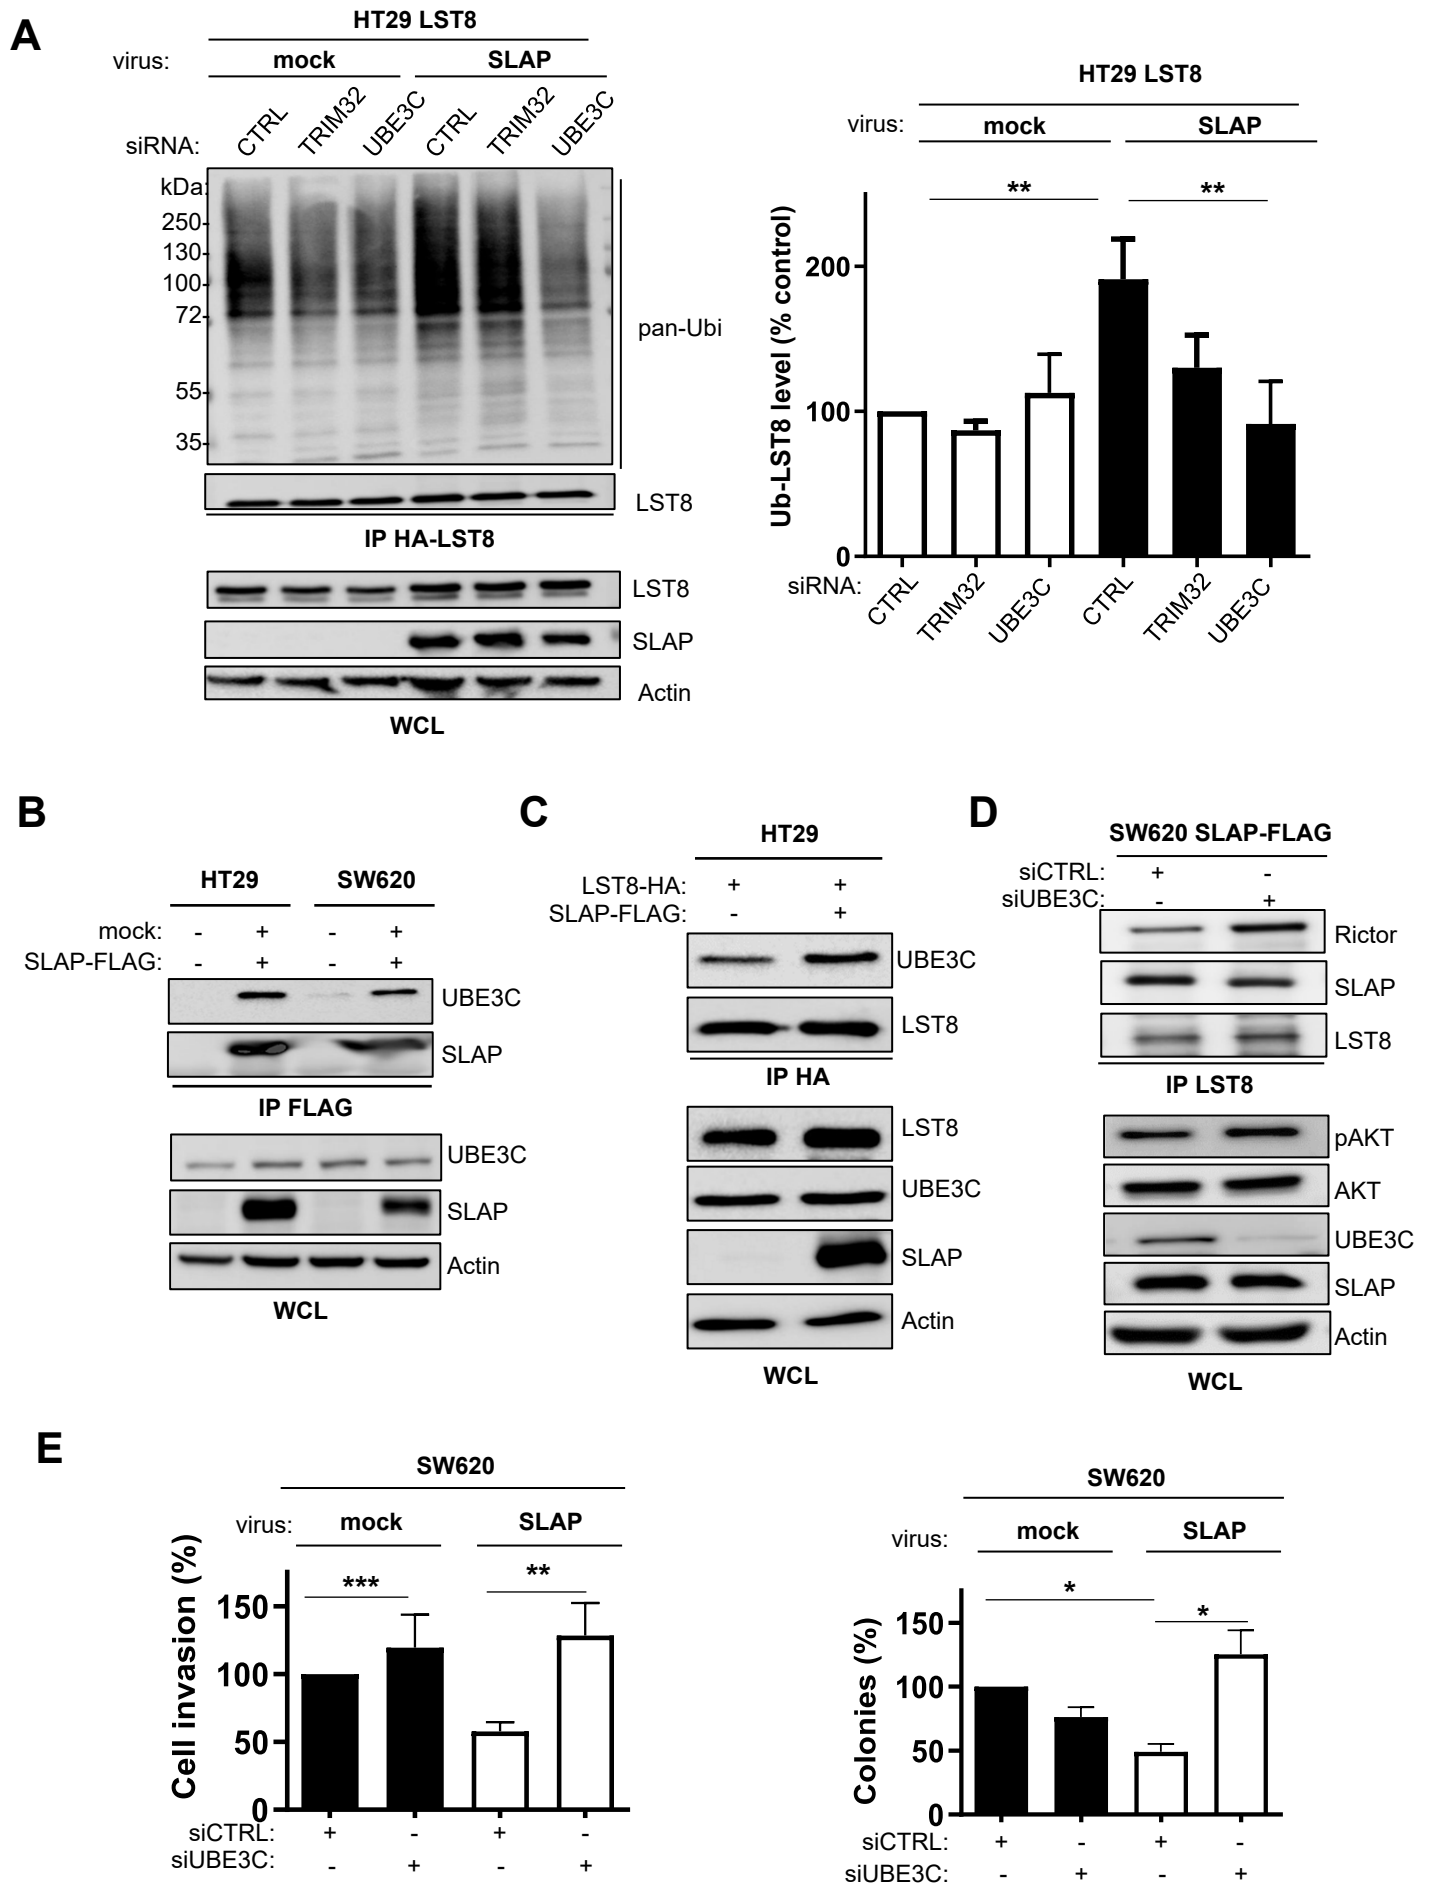 A
HT29 LST8
virus: mock SLAP
siRNA: CTRL TRIM32 UBE3C CTRL TRIM32 UBE3C
kDa
250
130
100
72
55
35
pan-Ubi
LST8
IP HA-LST8
LST8
SLAP
Actin
WCL
HT29 LST8
virus: mock SLAP
** **
Ub-LST8 level (% control)
200
100
0
siRNA: CTRL TRIM32 UBE3C CTRL TRIM32 UBE3C
B
HT29 SW620
mock: - + - +
SLAP-FLAG: - + - +
UBE3C
SLAP
IP FLAG
UBE3C
SLAP
Actin
WCL
C
HT29
LST8-HA: + +
SLAP-FLAG: - +
UBE3C
LST8
IP HA
LST8
UBE3C
SLAP
Actin
WCL
D
SW620 SLAP-FLAG
siCTRL: + -
siUBE3C: - +
Rictor
SLAP
LST8
IP LST8
pAKT
AKT
UBE3C
SLAP
Actin
WCL
E
SW620
virus: mock SLAP
*** **
Cell invasion (%)
150
100
50
0
siCTRL: + - + -
siUBE3C: - + - +
SW620
virus: mock SLAP
* *
Colonies (%)
150
100
50
0
siCTRL: + - + -
siUBE3C: - + - +